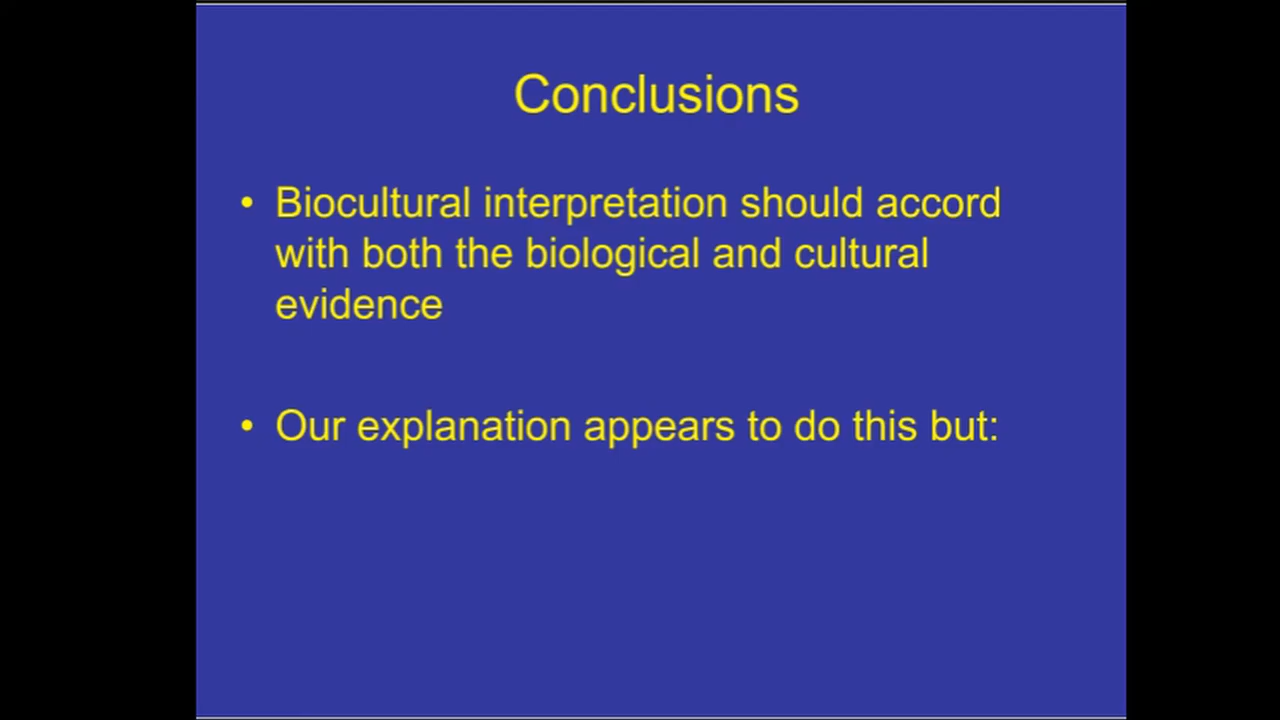 Conclusions
• Biocultural interpretation should accord
with both the biological and cultural
evidence
• Our explanation appears to do this but: